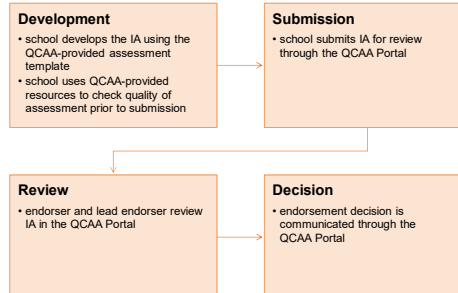 Development
• school develops the IA using the
QCAA-provided assessment
template
• school uses QCAA-provided
resources to check quality of
assessment prior to submission
Submission
• school submits IA for review
through the QCAA Portal
Review
• endorser and lead endorser review
IA in the QCAA Portal
Decision
• endorsement decision is
communicated through the
QCAA Portal